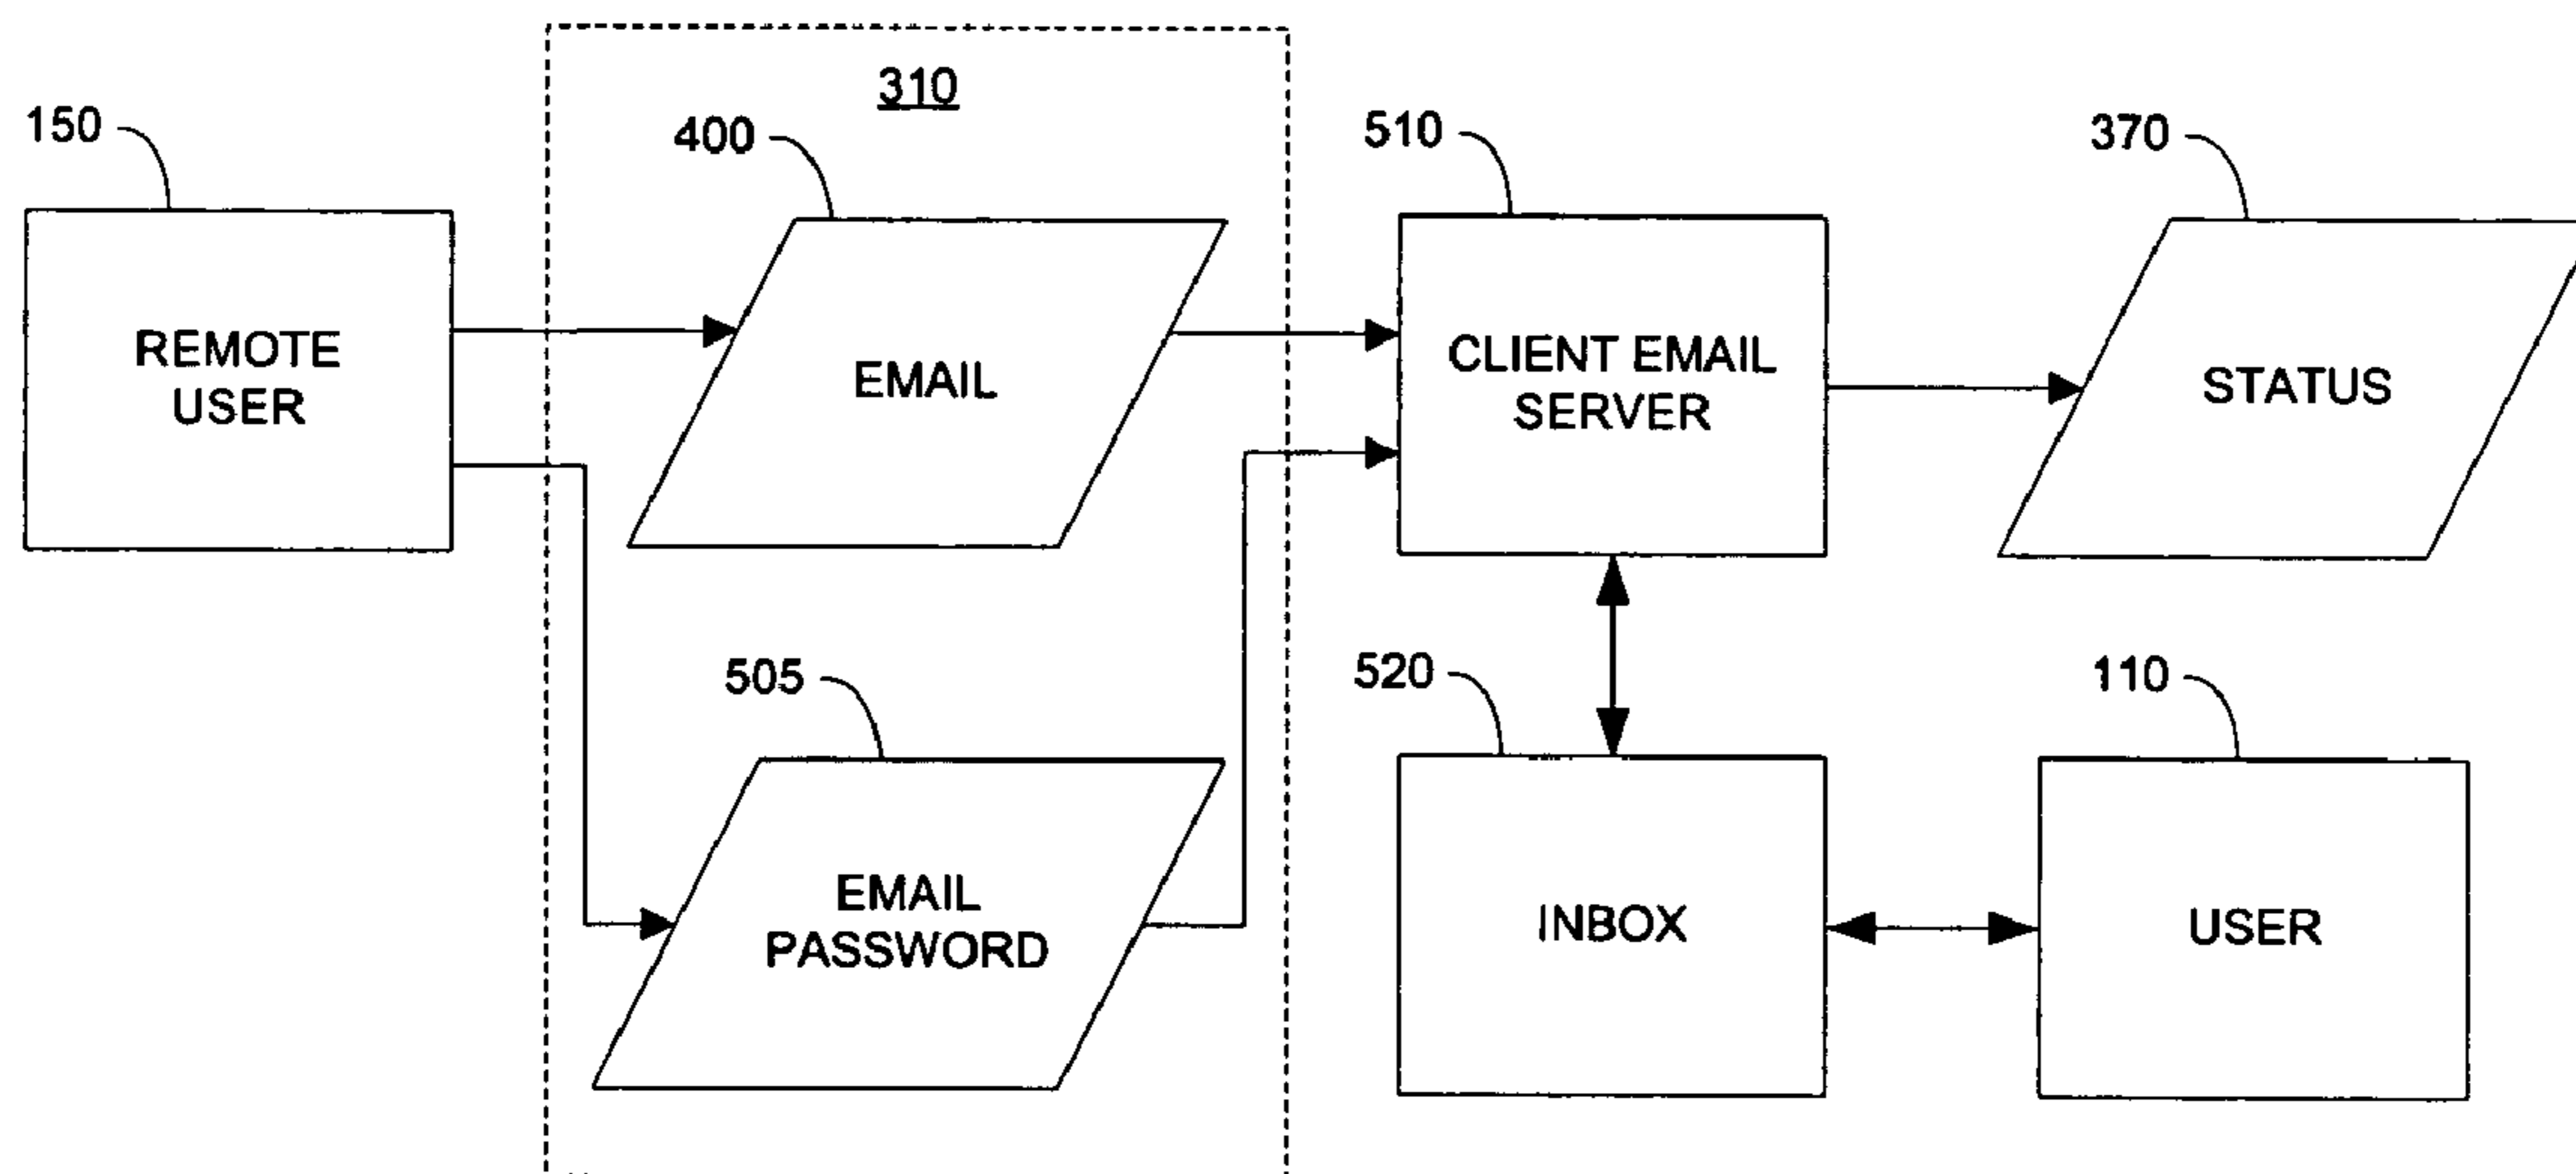 310
150
400
510
370
REMOTE
USER
EMAIL
CLIENT EMAIL
SERVER
STATUS
505
520
110
EMAIL
PASSWORD
INBOX
USER